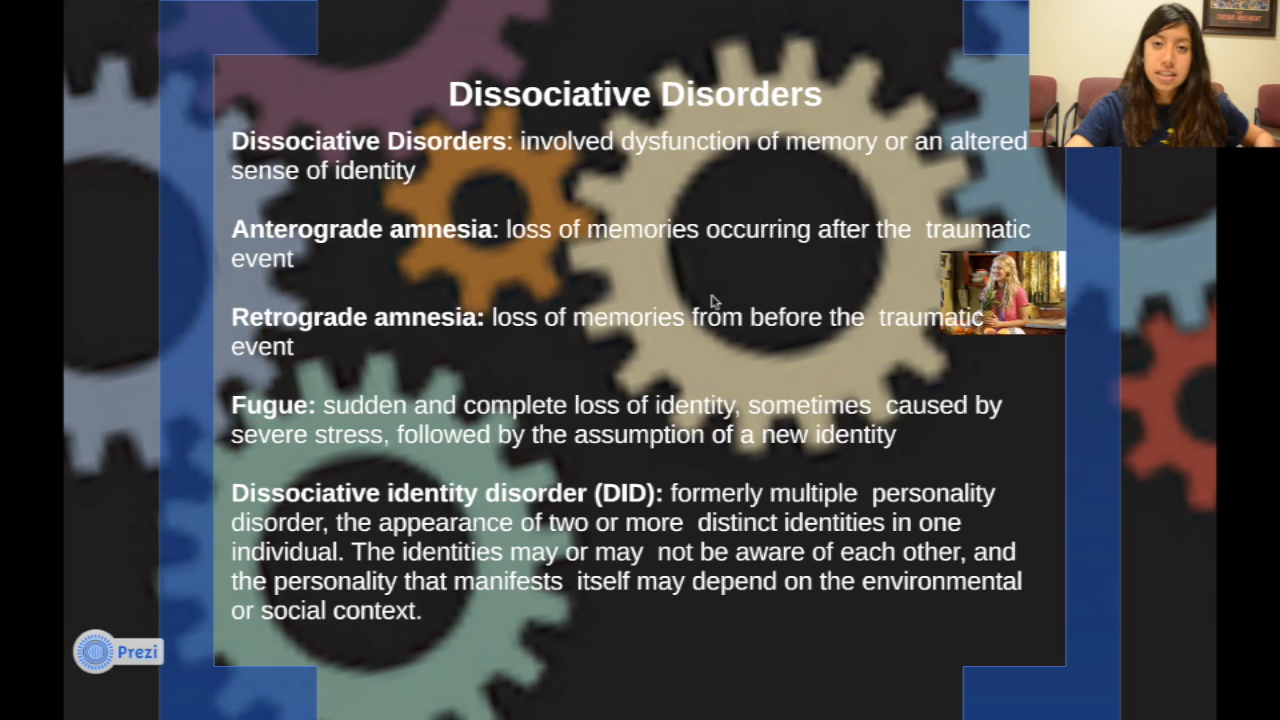 Dissociative Disorders
Dissociative Disorders: involved dysfunction of memory or an altered
sense of identity
Anterograde amnesia: loss of memories occurring after the traumatic
event
Retrograde amnesia: loss of memories from before the traumatic
event
Fugue: sudden and complete loss of identity, sometimes caused by
severe stress, followed by the assumption of a new identity
Dissociative identity disorder (DID): formerly multiple personality
disorder, the appearance of two or more distinct identities in one
individual. The identities may or may not be aware of each other, and
the personality that manifests itself may depend on the environmental
or social context.
Prezi